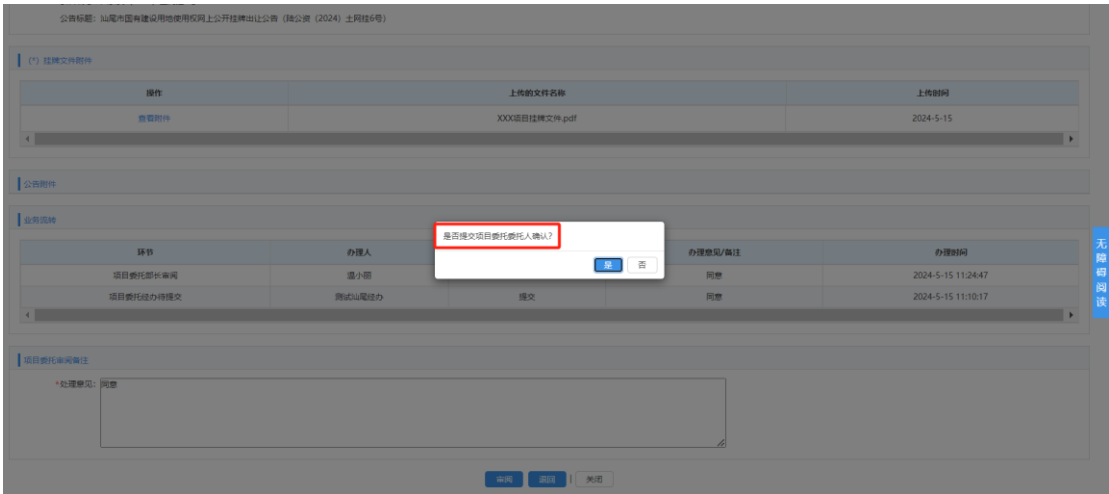 公告标题：汕尾市国有建设用地使用权网上公开挂牌出让公告（陆公资（2024）土网挂6号）
(*) 挂牌文件附件
操作 上传的文件名称 上传时间
查看附件 XXX项目挂牌文件.pdf 2024-5-15
公告附件
业务流转
是否提交项目委托委托人确认?
是 否
环节 办理人 办理意见/备注 办理时间
项目委托部长审阅 温小丽 同意 2024-5-15 11:24:47
项目委托经办待提交 测试汕尾经办 提交 同意 2024-5-15 11:10:17
项目委托审阅备注
*处理意见： 同意
审阅 退回 关闭
无障碍阅读